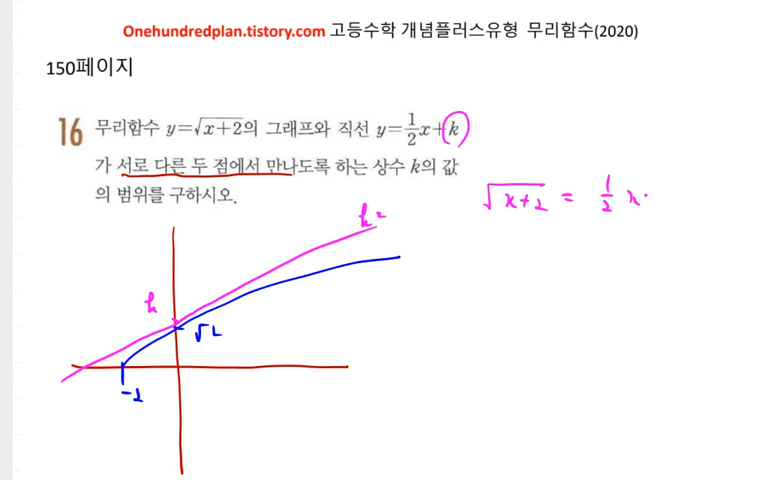 Onehundredplan.tistory.com 고등수학 개념플러스유형 무리함수(2020)
150페이지
16 무리함수 y=√x+2의 그래프와 직선 y=1/2x+k
가 서로 다른 두 점에서 만나도록 하는 상수 k의 값
의 범위를 구하시오.
√x+2 = 1/2 x
k=
k
√2
-2